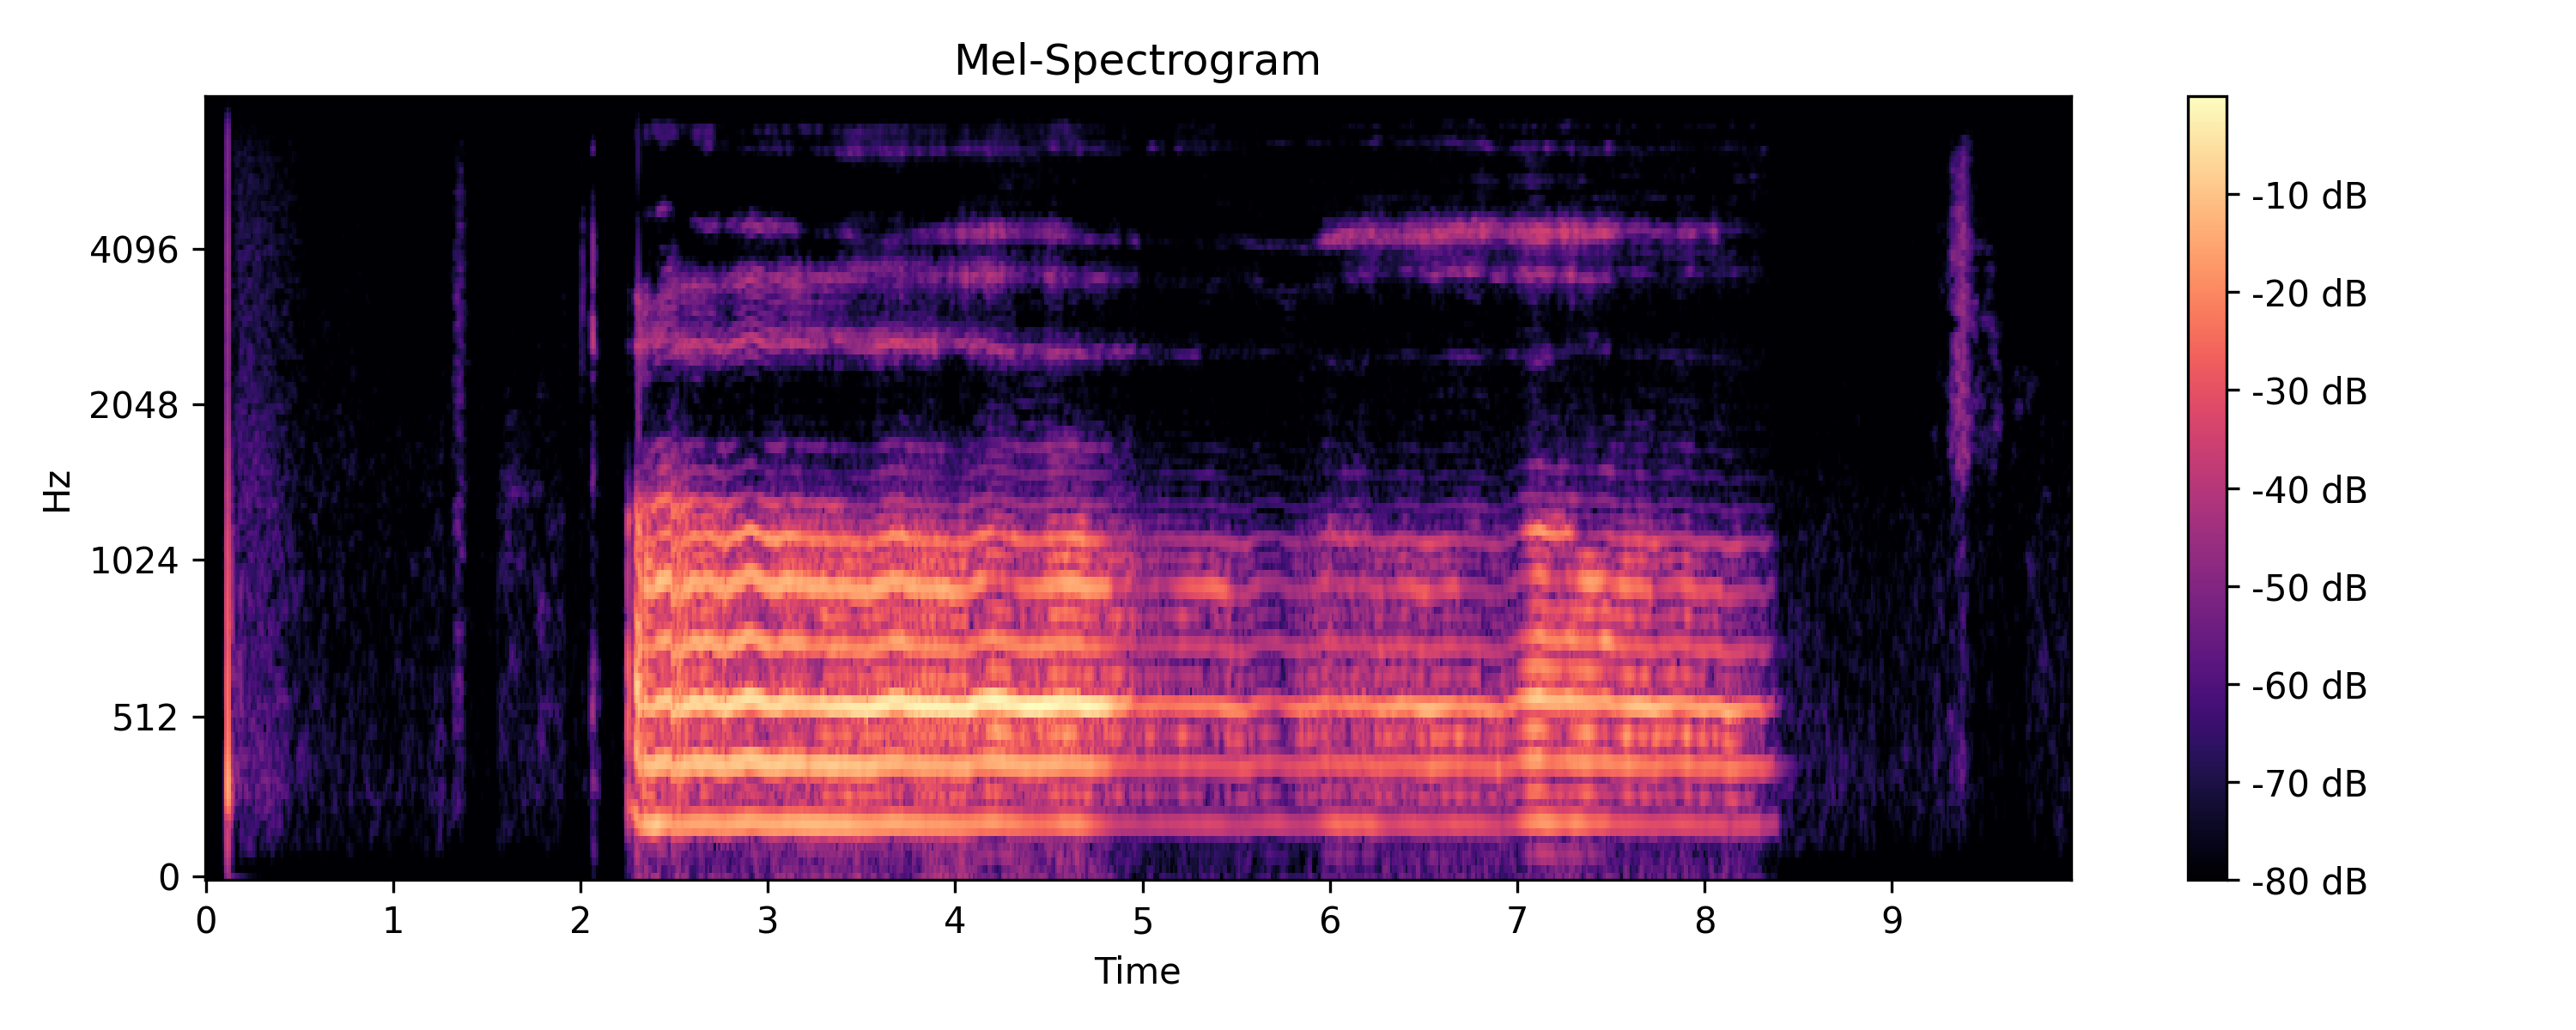 Mel-Spectrogram
Hz
4096
2048
1024
512
0
0 1 2 3 4 5 6 7 8 9
Time
-10 dB
-20 dB
-30 dB
-40 dB
-50 dB
-60 dB
-70 dB
-80 dB